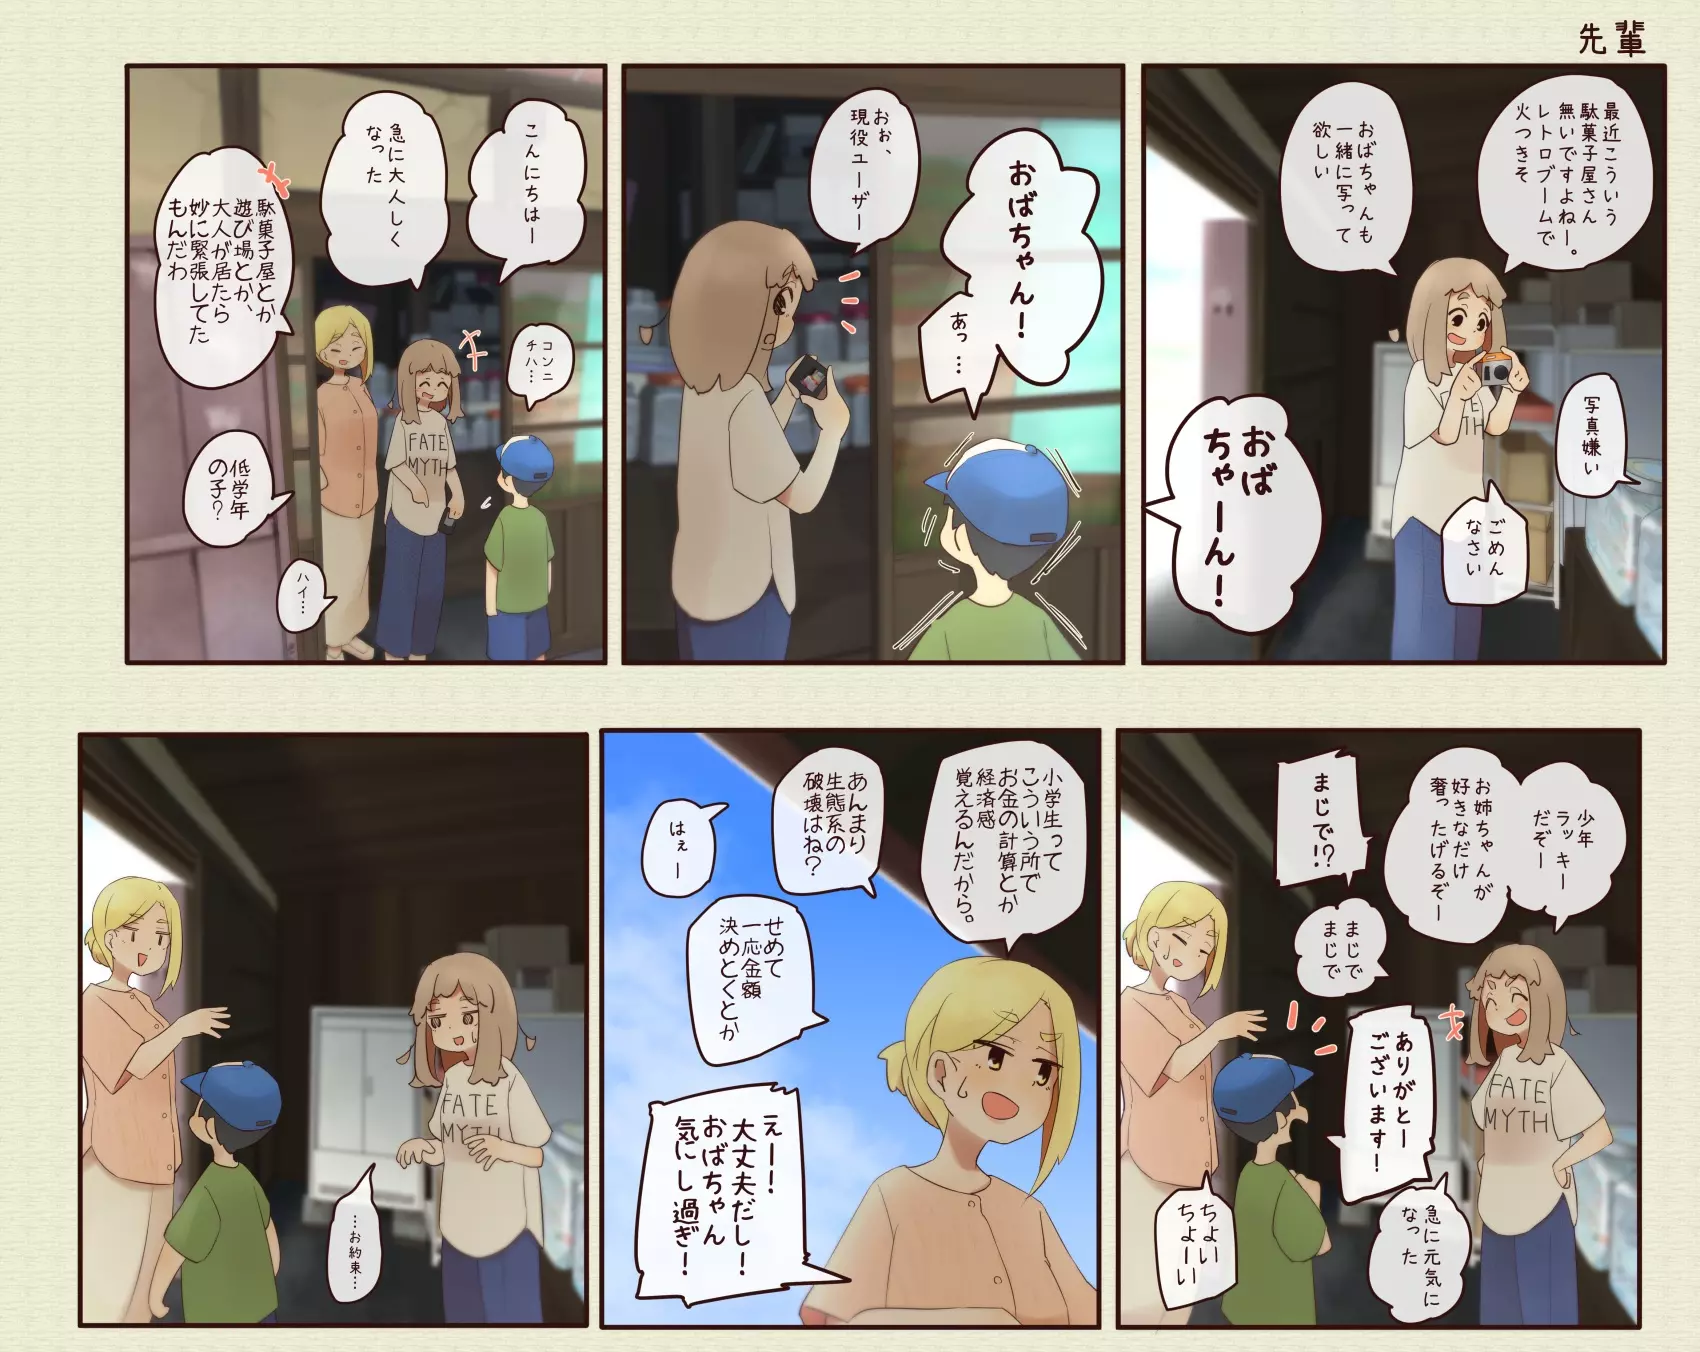 先輩
最近こういう
駄菓子屋さん
無いですよねー。
レトロブームで
火つきそ
おばちゃんも
一緒に写って
欲しい
写真嫌い
ごめん
なさい
おば
ちゃーん!
FATE
MYTH
おばちゃん!
あっ…
おぉ、
現役ユーザー
こんにちはー
コンニ
チハ…
急に大人しく
なった
駄菓子屋とか
遊び場とか、
大人が居たら
妙に緊張してた
もんだわ
低学年
の子?
ハイ…
FATE
MYTH
少年
ラッキー
だぞー
お姉ちゃんが
好きなだけ
奢ったげるぞー
まじで!?
まじで
まじで
ありがとー
ございます!
急に元気に
なった
ちょい
ちょーい
FATE
MYTH
小学生って
こういう所で
お金の計算とか
経済感
覚えるんだから。
あんまり
生態系の
破壊はね?
はぇー
せめて
一応金額
決めとくとか
えー!
大丈夫だし!
おばちゃん
気にし過ぎ!
…お約束…
FATE
MYTH